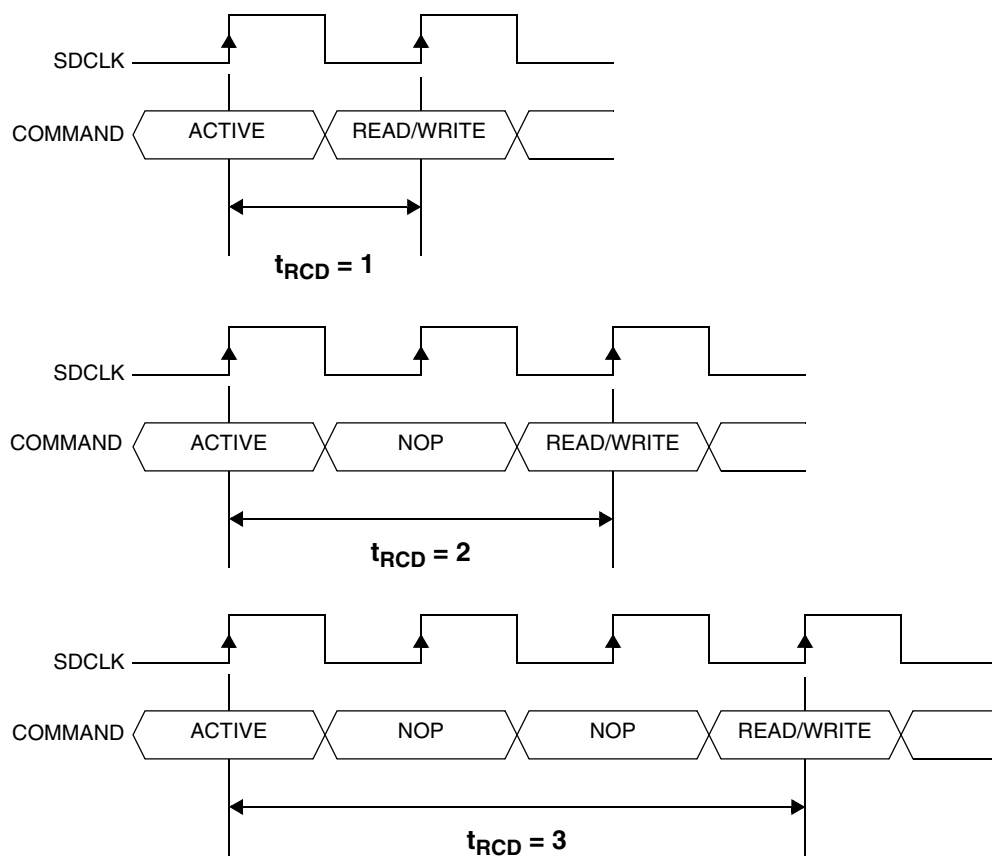 SDCLK
COMMAND ACTIVE READ/WRITE
tRCD = 1
SDCLK
COMMAND ACTIVE NOP READ/WRITE
tRCD = 2
SDCLK
COMMAND ACTIVE NOP NOP READ/WRITE
tRCD = 3